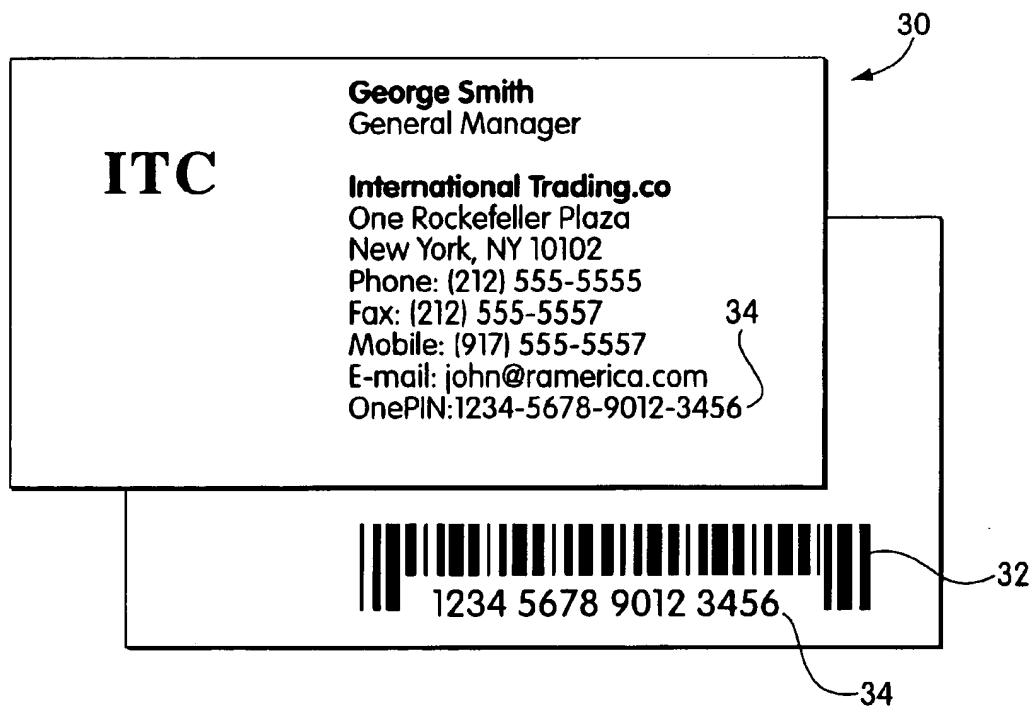 30
George Smith
General Manager
ITC
International Trading.co
One Rockefeller Plaza
New York, NY 10102
Phone: (212) 555-5555
Fax: (212) 555-5557
34
Mobile: (917) 555-5557
E-mail: john@ramerica.com
OnePIN:1234-5678-9012-3456
32
1234 5678 9012 3456
34